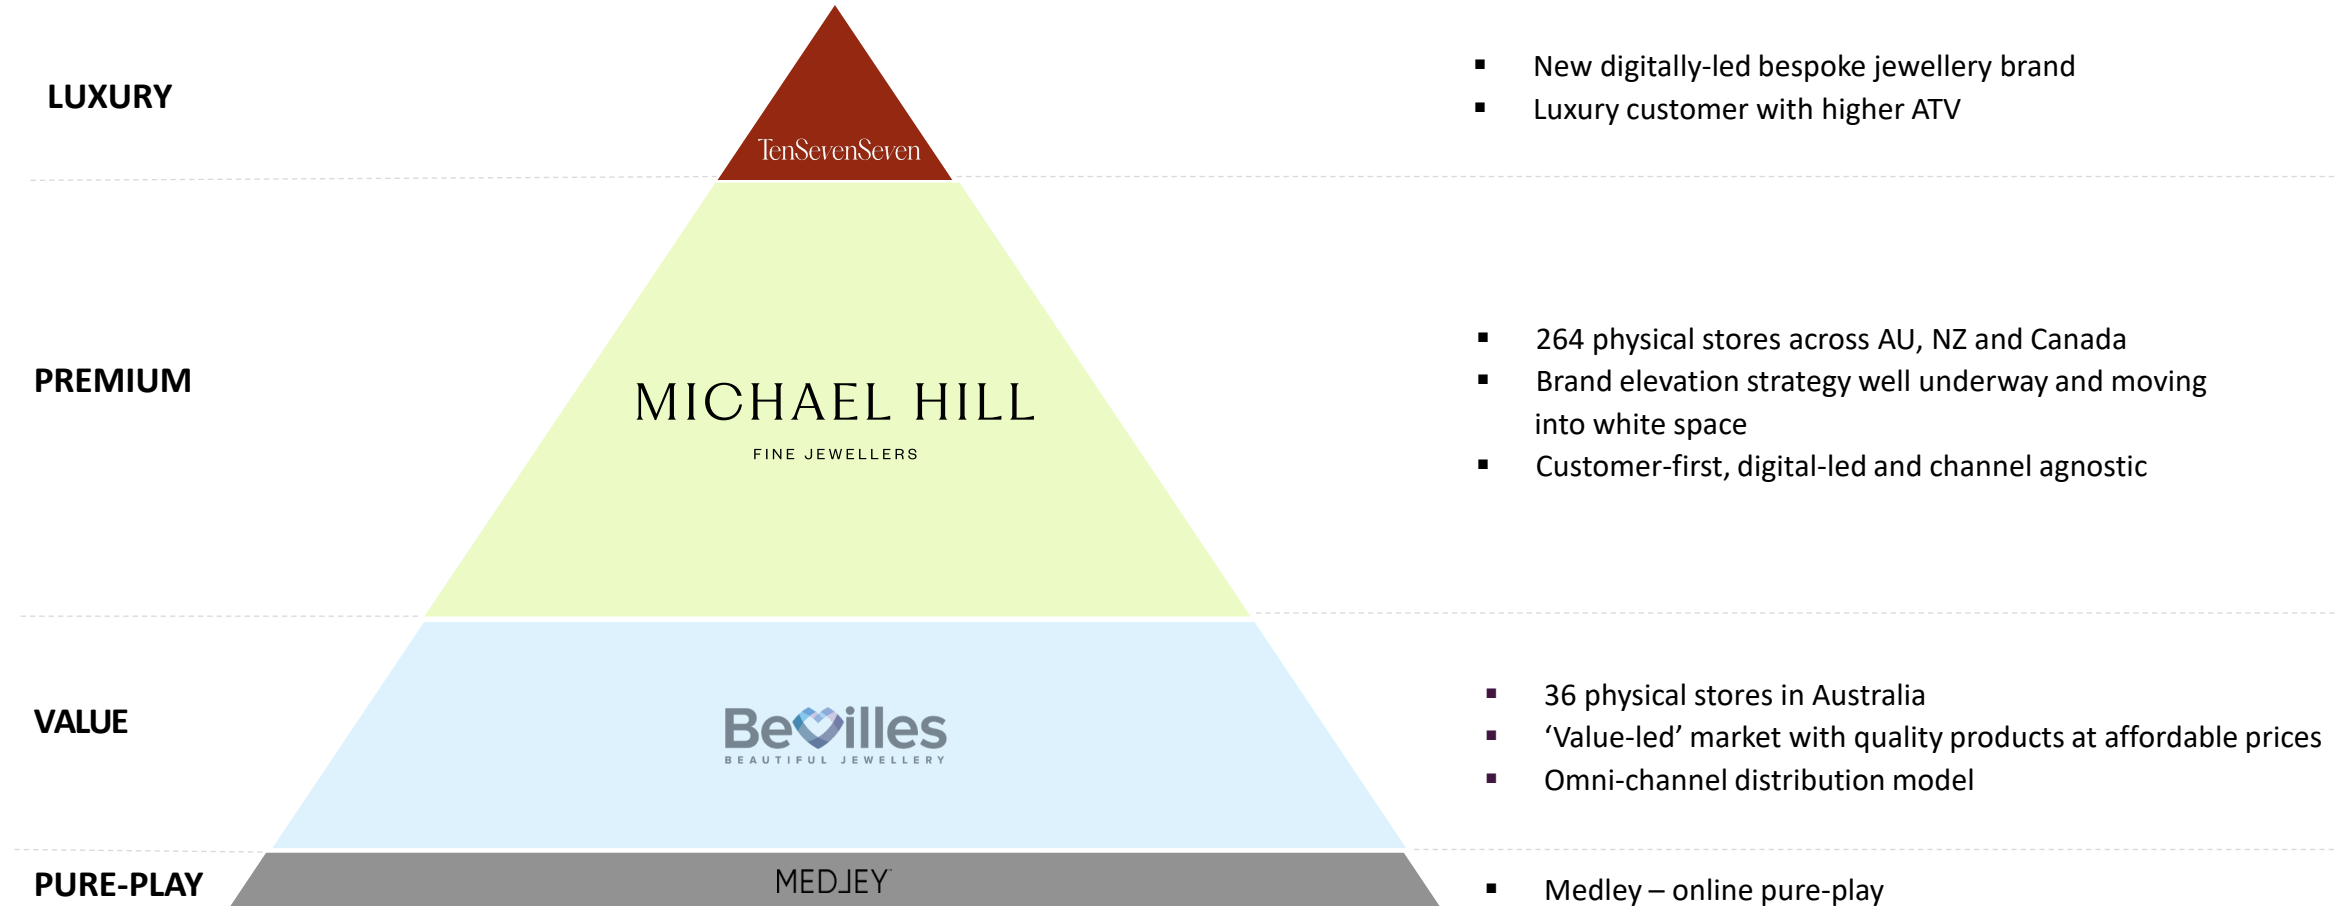 LUXURY
TenSevenSeven
▪ New digitally-led bespoke jewellery brand
▪ Luxury customer with higher ATV
PREMIUM
MICHAEL HILL
FINE JEWELLERS
▪ 264 physical stores across AU, NZ and Canada
▪ Brand elevation strategy well underway and moving
into white space
▪ Customer-first, digital-led and channel agnostic
VALUE
Bevilles
BEAUTIFUL JEWELLERY
▪ 36 physical stores in Australia
▪ ‘Value-led’ market with quality products at affordable prices
▪ Omni-channel distribution model
PURE-PLAY
MEDLEY
▪ Medley – online pure-play